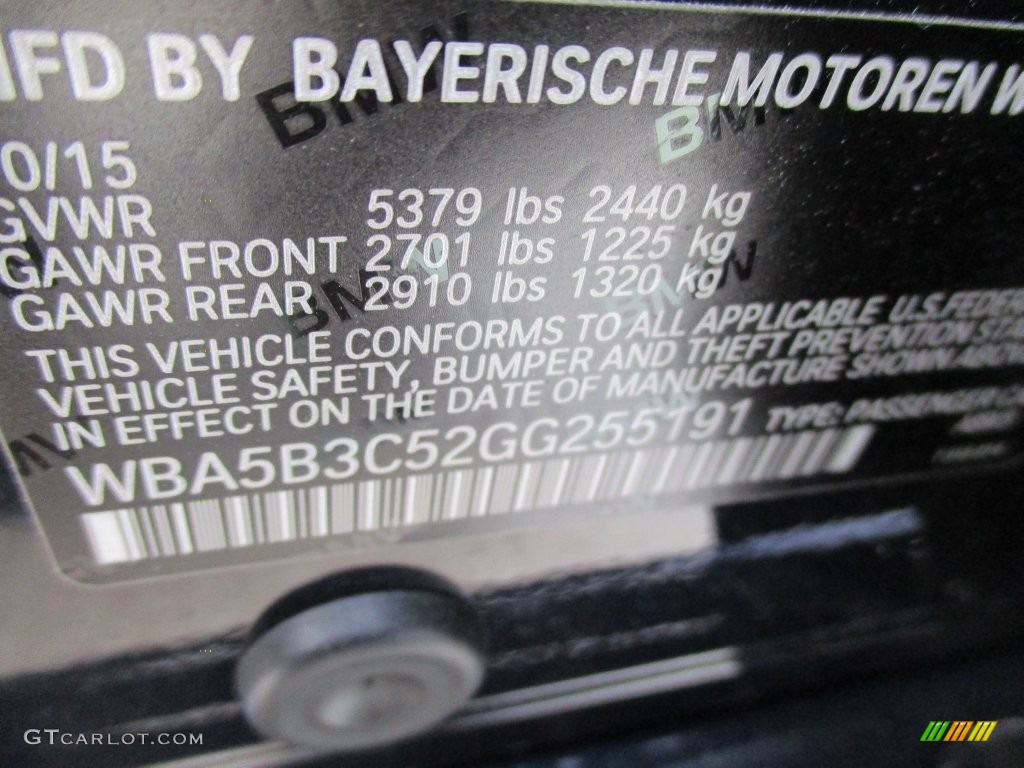 MFD BY BAYERISCHE MOTOREN W
0/15
GVWR 5379 lbs 2440 kg
GAWR FRONT 2701 lbs 1225 kg
GAWR REAR 2910 lbs 1320 kg
THIS VEHICLE CONFORMS TO ALL APPLICABLE U.S.FEDER
VEHICLE SAFETY, BUMPER AND THEFT PREVENTION STA
IN EFFECT ON THE DATE OF MANUFACTURE SHOWN ABOVE
WBA5B3C52GG255191 TYPE: PASSENGER CA
GTCARLOT.COM